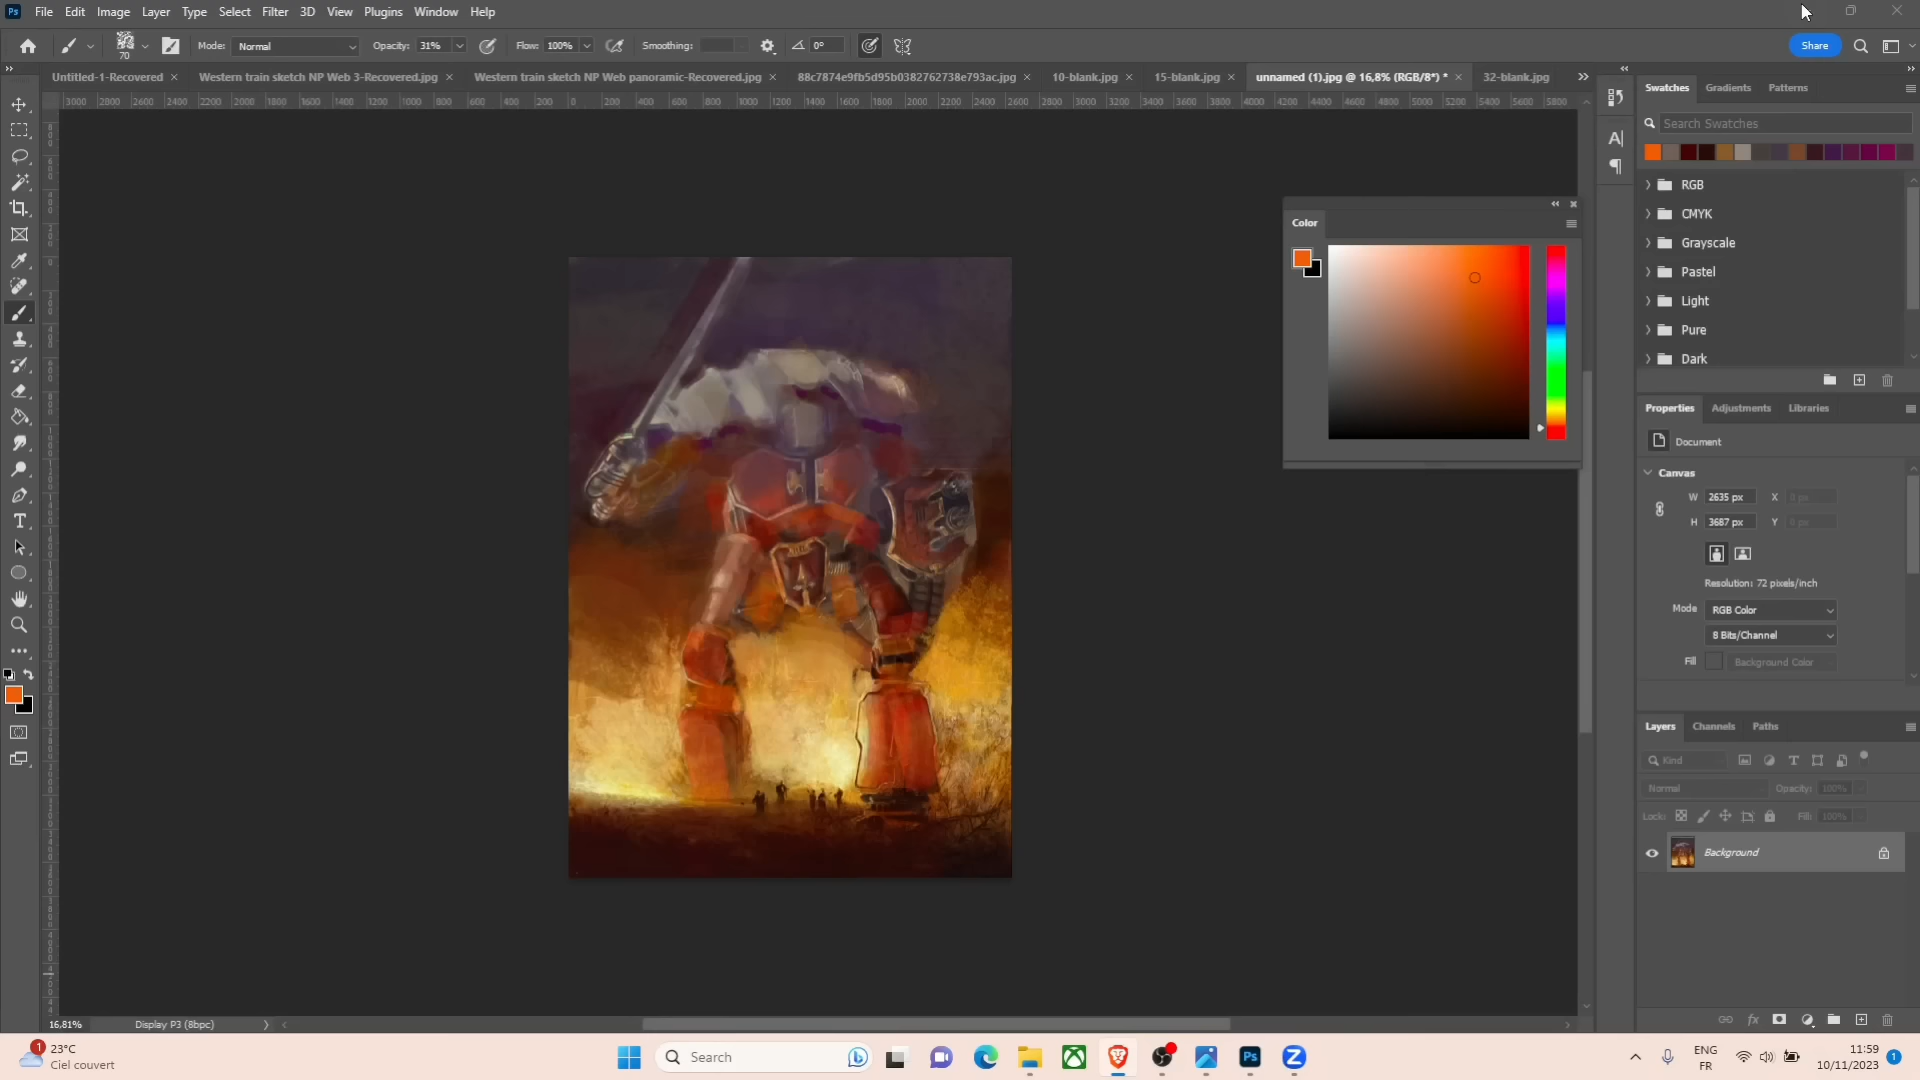 Ps File Edit Image Layer Type Select Filter 3D View Plugins Window Help
70 Mode: Normal Opacity: 31% Flow: 100% Smoothing: 0° Share
Untitled-1-Recovered Western train sketch NP Web 3-Recovered.jpg Western train sketch NP Web panoramic-Recovered.jpg 88c7874e9fb5d95b0382762738e793ac.jpg 10-blank.jpg 15-blank.jpg unnamed (1).jpg @ 16,8% (RGB/8*) * 32-blank.jpg
3000 2800 2600 2400 2200 2000 1800 1600 1400 1200 1000 800 600 400 200 0 200 400 600 800 1000 1200 1400 1600 1800 2000 2200 2400 2600 2800 3000 3200 3400 3600 3800 4000 4200 4400 4600 4800 5000 5200 5400 5600 5800
Color
Swatches Gradients Patterns
Search Swatches
RGB
CMYK
Grayscale
Pastel
Light
Pure
Dark
Properties Adjustments Libraries
Document
Canvas
W 2635 px X 0 px
H 3687 px Y 0 px
Resolution: 72 pixels/inch
Mode RGB Color
8 Bits/Channel
Fill Background Color
Layers Channels Paths
Kind
Normal Opacity: 100%
Lock: Fill: 100%
Background
16,81% Display P3 (8bpc)
1 23°C
Ciel couvert
Search
Ps
ENG
FR
11:59
10/11/2023
1